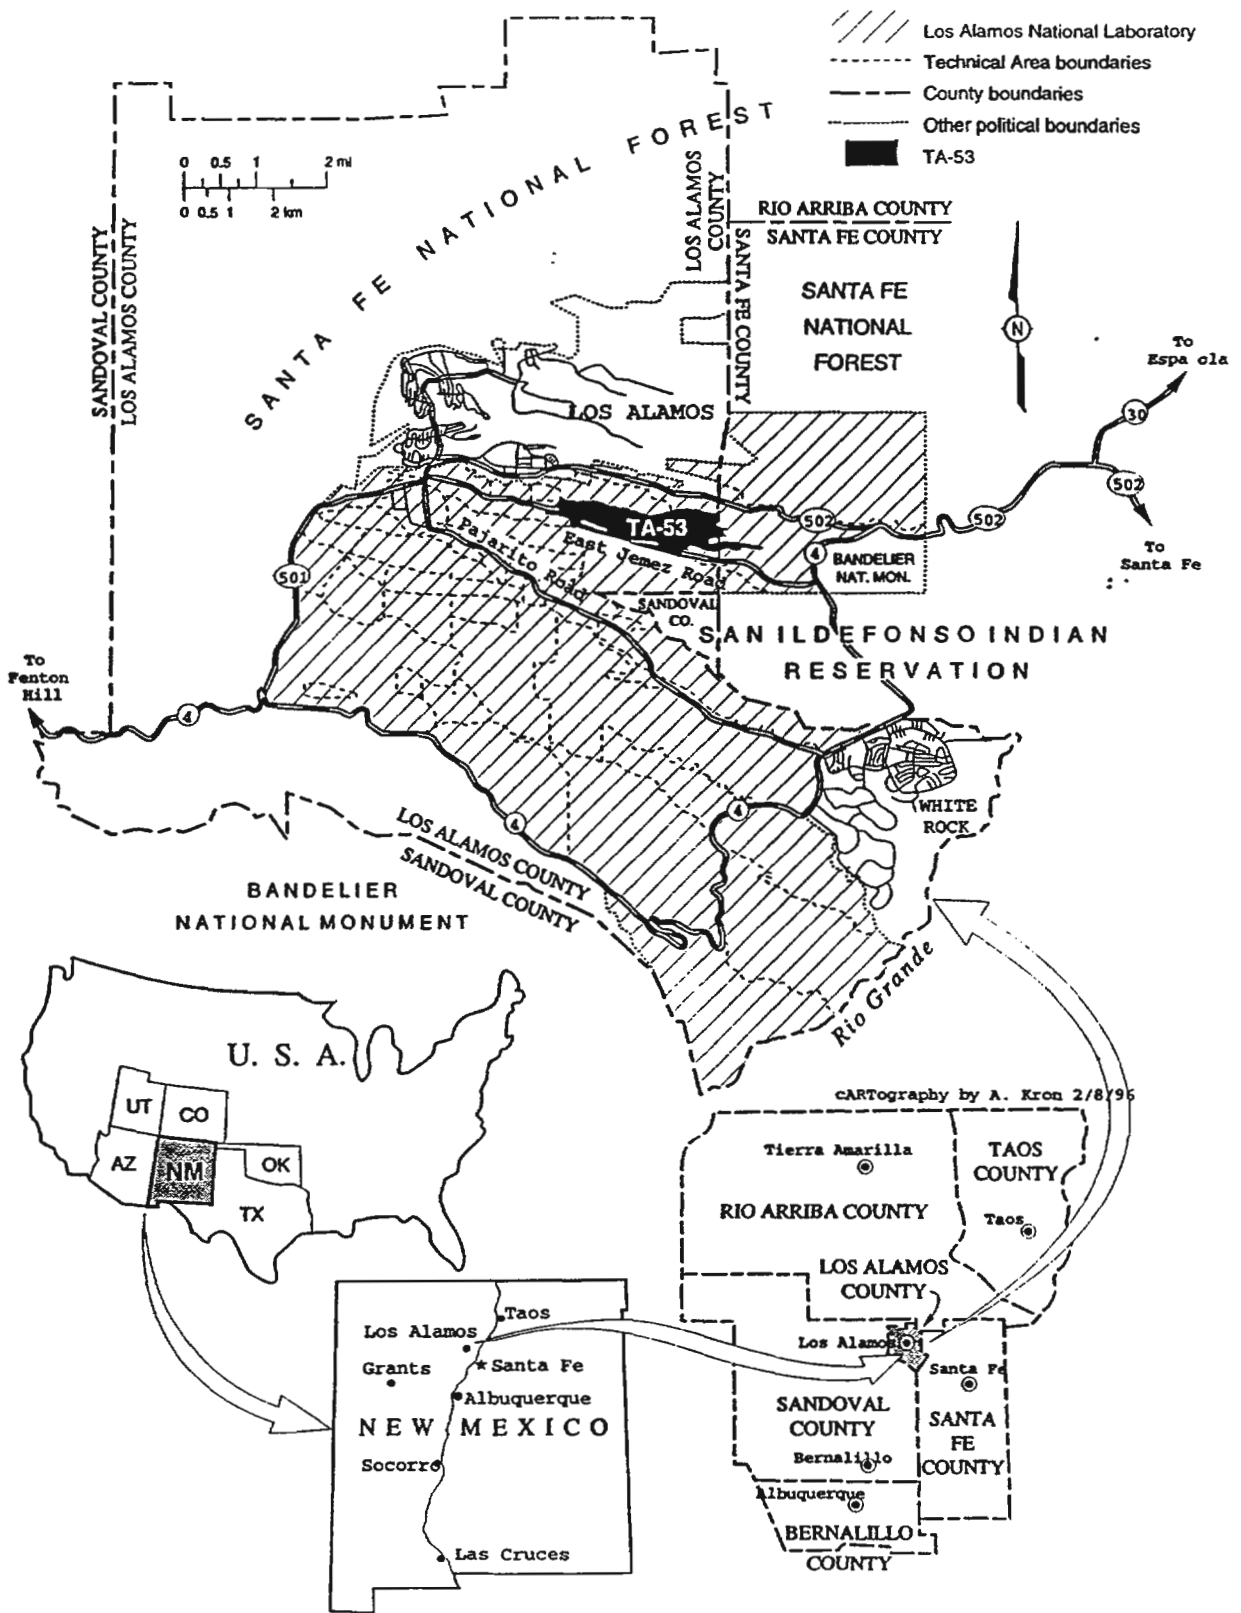 Los Alamos National Laboratory
Technical Area boundaries
County boundaries
Other political boundaries
TA-53
0 0.5 1 2 mi
0 0.5 1 2 km
SANTA FE NATIONAL FOREST
SANDOVAL COUNTY
LOS ALAMOS COUNTY
LOS ALAMOS
COUNTY
SANTA FE COUNTY
RIO ARRIBA COUNTY
SANTA FE COUNTY
SANTA FE
NATIONAL
FOREST
N
To
Espa cla
30
502
To
Santa Fe
LOS ALAMOS
502
502
TA-53
East Jemez Road
Pajarito Road
4
BANDELIER
NAT. MON.
501
SANDOVAL
CO.
SAN ILDEFONSO INDIAN
RESERVATION
To
Fenton
Hill
4
4
4
WHITE
ROCK
LOS ALAMOS COUNTY
SANDOVAL COUNTY
BANDELIER
NATIONAL MONUMENT
Rio Grande
cARTography by A. Kron 2/8/96
U. S. A.
UT
CO
AZ
NM
OK
TX
Taos
Los Alamos
Santa Fe
Grants
Albuquerque
NEW MEXICO
Socorro
Las Cruces
Tierra Amarilla
TAOS
COUNTY
RIO ARRIBA COUNTY
Taos
LOS ALAMOS
COUNTY
Los Alamos
Santa Fe
SANDOVAL
COUNTY
SANTA
FE
COUNTY
Bernalillo
Albuquerque
BERNALILLO
COUNTY